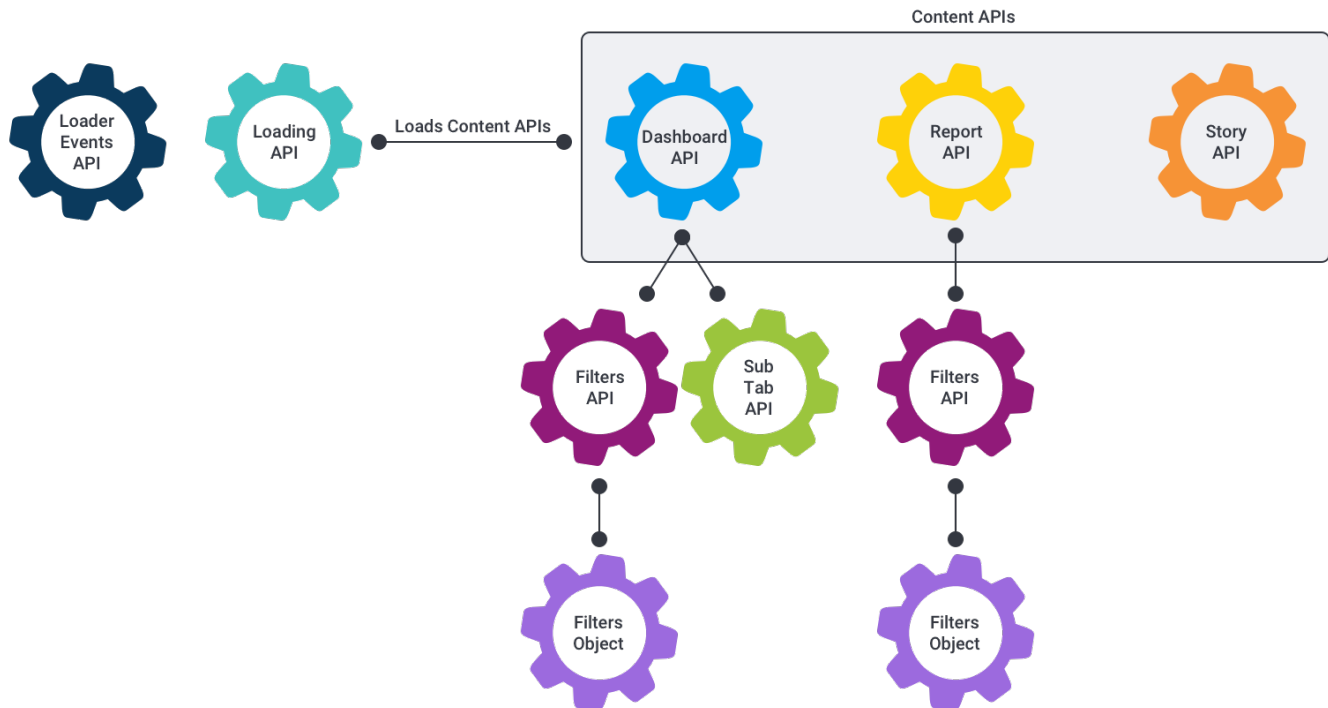 Content APIs
Loader
Events
API
Loading
API
Loads Content APIs
Dashboard
API
Report
API
Story
API
Filters
API
Sub
Tab
API
Filters
API
Filters
Object
Filters
Object